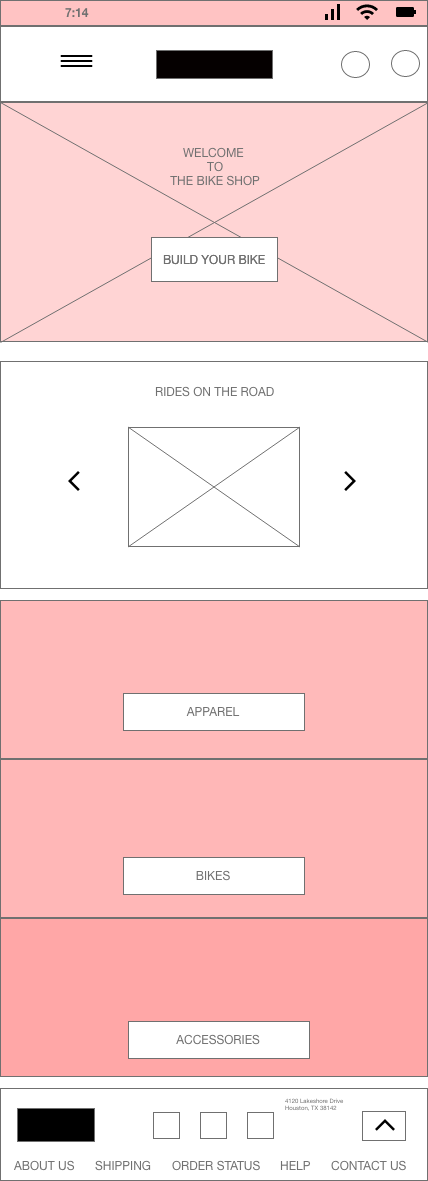 7:14
WELCOME
TO
THE BIKE SHOP
BUILD YOUR BIKE
RIDES ON THE ROAD
APPAREL
BIKES
ACCESSORIES
4120 Lakeshore Drive
Houston, TX 38142
ABOUT US SHIPPING ORDER STATUS HELP CONTACT US